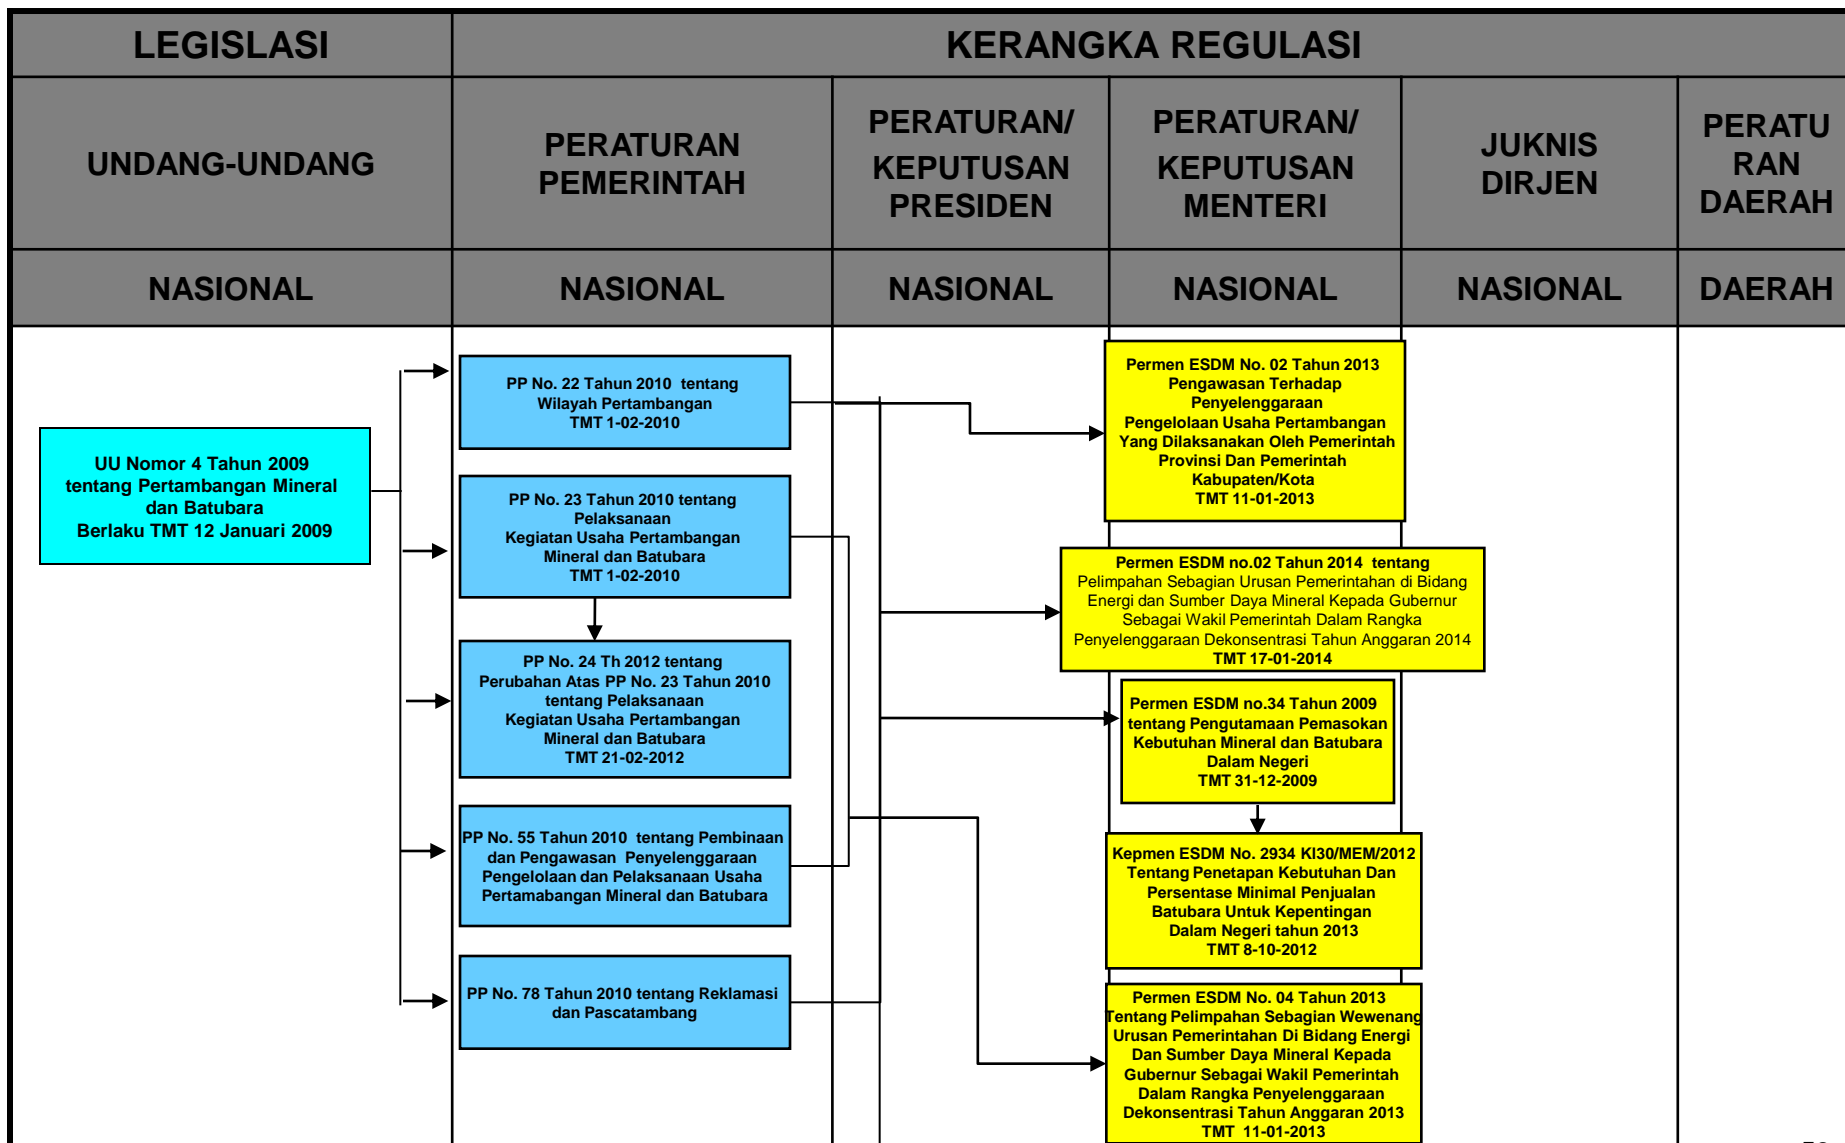 LEGISLASI
KERANGKA REGULASI
UNDANG-UNDANG
PERATURAN
PEMERINTAH
PERATURAN/
KEPUTUSAN
PRESIDEN
PERATURAN/
KEPUTUSAN
MENTERI
JUKNIS
DIRJEN
PERATU
RAN
DAERAH
NASIONAL
NASIONAL
NASIONAL
NASIONAL
NASIONAL
DAERAH
UU Nomor 4 Tahun 2009
tentang Pertambangan Mineral
dan Batubara
Berlaku TMT 12 Januari 2009
PP No. 22 Tahun 2010 tentang
Wilayah Pertambangan
TMT 1-02-2010
PP No. 23 Tahun 2010 tentang
Pelaksanaan
Kegiatan Usaha Pertambangan
Mineral dan Batubara
TMT 1-02-2010
PP No. 24 Th 2012 tentang
Perubahan Atas PP No. 23 Tahun 2010
tentang Pelaksanaan
Kegiatan Usaha Pertambangan
Mineral dan Batubara
TMT 21-02-2012
PP No. 55 Tahun 2010 tentang Pembinaan
dan Pengawasan Penyelenggaraan
Pengelolaan dan Pelaksanaan Usaha
Pertamabangan Mineral dan Batubara
PP No. 78 Tahun 2010 tentang Reklamasi
dan Pascatambang
Permen ESDM No. 02 Tahun 2013
Pengawasan Terhadap
Penyelenggaraan
Pengelolaan Usaha Pertambangan
Yang Dilaksanakan Oleh Pemerintah
Provinsi Dan Pemerintah
Kabupaten/Kota
TMT 11-01-2013
Permen ESDM no.02 Tahun 2014 tentang
Pelimpahan Sebagian Urusan Pemerintahan di Bidang
Energi dan Sumber Daya Mineral Kepada Gubernur
Sebagai Wakil Pemerintah Dalam Rangka
Penyelenggaraan Dekonsentrasi Tahun Anggaran 2014
TMT 17-01-2014
Permen ESDM no.34 Tahun 2009
tentang Pengutamaan Pemasokan
Kebutuhan Mineral dan Batubara
Dalam Negeri
TMT 31-12-2009
Kepmen ESDM No. 2934 KI30/MEM/2012
Tentang Penetapan Kebutuhan Dan
Persentase Minimal Penjualan
Batubara Untuk Kepentingan
Dalam Negeri tahun 2013
TMT 8-10-2012
Permen ESDM No. 04 Tahun 2013
Tentang Pelimpahan Sebagian Wewenang
Urusan Pemerintahan Di Bidang Energi
Dan Sumber Daya Mineral Kepada
Gubernur Sebagai Wakil Pemerintah
Dalam Rangka Penyelenggaraan
Dekonsentrasi Tahun Anggaran 2013
TMT 11-01-2013